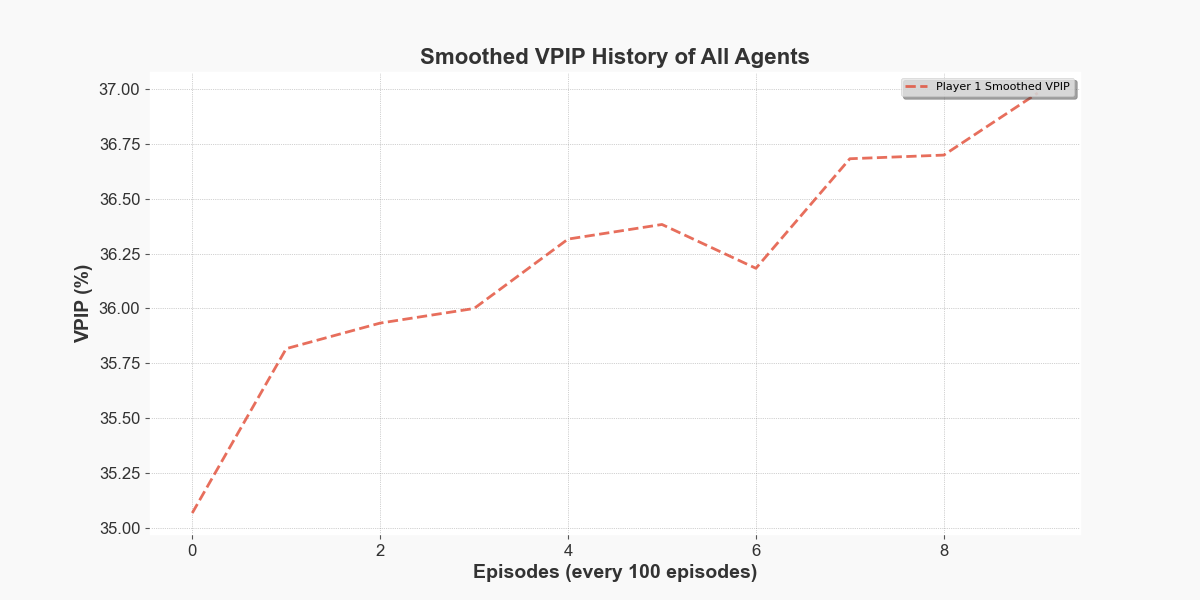 Smoothed VPIP History of All Agents
Player 1 Smoothed VPIP
37.00
36.75
36.50
36.25
36.00
35.75
35.50
35.25
35.00
VPIP (%)
0 2 4 6 8
Episodes (every 100 episodes)